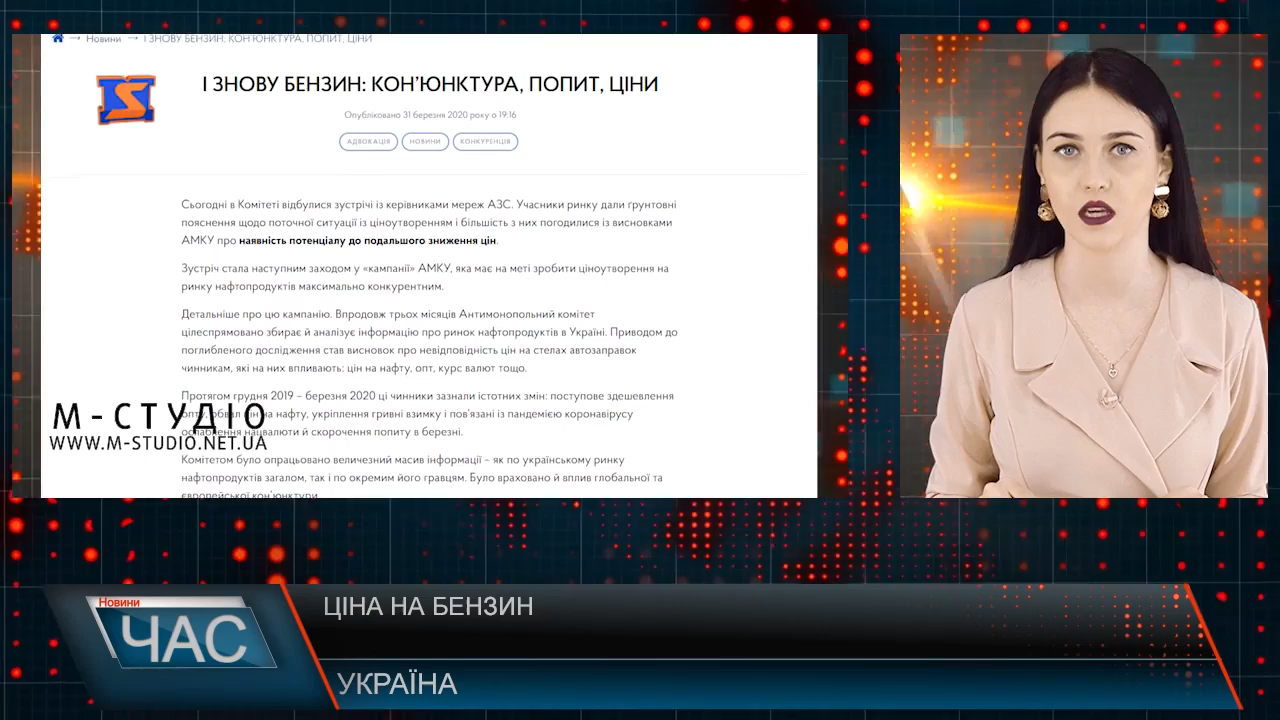 Новини → І ЗНОВУ БЕНЗИН: КОН'ЮНКТУРА, ПОПИТ, ЦІНИ
І ЗНОВУ БЕНЗИН: КОН’ЮНКТУРА, ПОПИТ, ЦІНИ
Опубліковано 31 березня 2020 року о 19:16
АДВОКАЦІЯ НОВИНИ КОНКУРЕНЦІЯ
Сьогодні в Комітеті відбулися зустрічі із керівниками мереж АЗС. Учасники ринку дали ґрунтовні
пояснення щодо поточної ситуації із ціноутворенням і більшість з них погодилися із висновками
АМКУ про наявність потенціалу до подальшого зниження цін.
Зустріч стала наступним заходом у «кампанії» АМКУ, яка має на меті зробити ціноутворення на
ринку нафтопродуктів максимально конкурентним.
Детальніше про цю кампанію. Впродовж трьох місяців Антимонопольний комітет
цілеспрямовано збирає й аналізує інформацію про ринок нафтопродуктів в Україні. Приводом до
поглибленого дослідження став висновок про невідповідність цін на стелах автозаправок
чинникам, які на них впливають: цін на нафту, опт, курс валют тощо.
Протягом грудня 2019 – березня 2020 ці чинники зазнали істотних змін: поступове здешевлення
опту, обвал цін на нафту, укріплення гривні взимку і пов'язані із пандемією коронавірусу
ослаблення нацвалюти й скорочення попиту в березні.
Комітетом було опрацьовано величезний масив інформації – як по українському ринку
нафтопродуктів загалом, так і по окремим його гравцям. Було враховано й вплив глобальної та
європейської кон'юнктури
М-СТУДІО
WWW.M-STUDIO.NET.UA
Новини
ЧАС
ЦІНА НА БЕНЗИН
УКРАЇНА